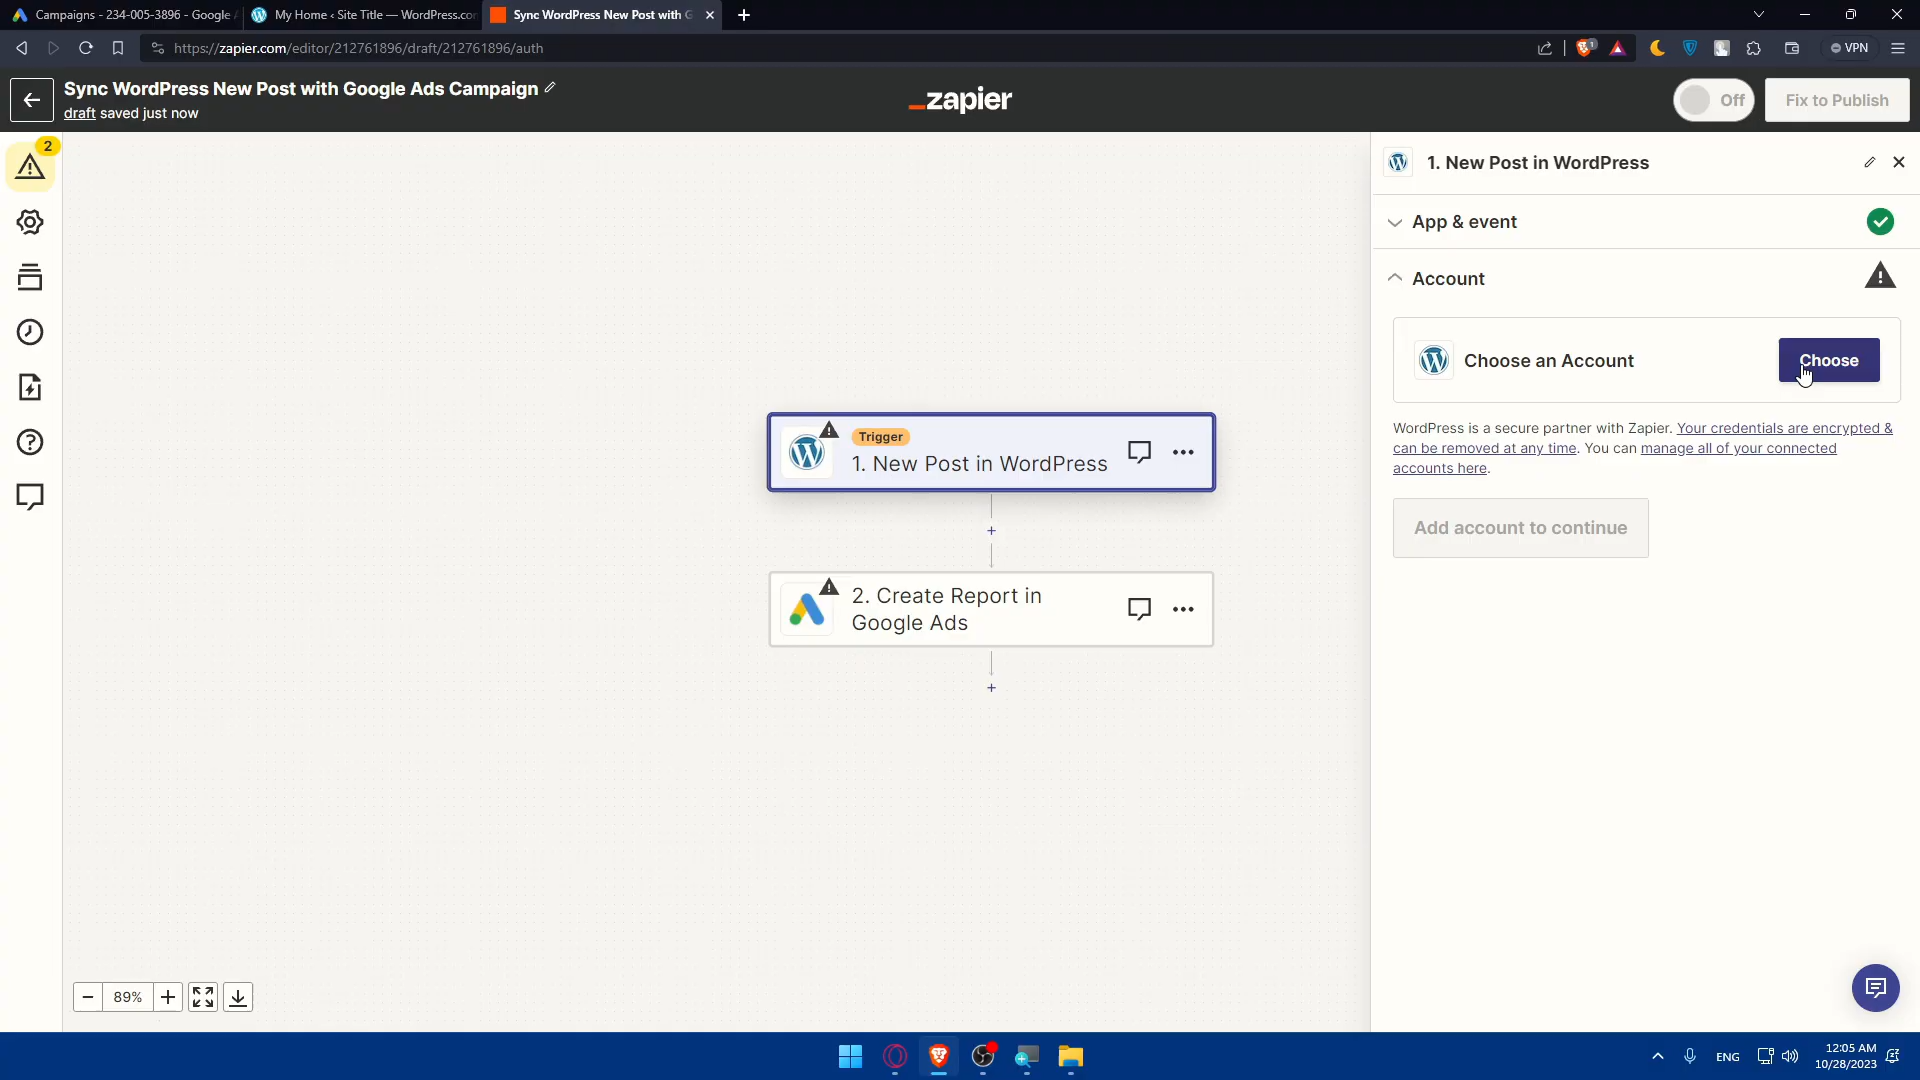 Campaigns - 234-005-3896 - Google A
My Home ‹ Site Title — WordPress.com
Sync WordPress New Post with G
https://zapier.com/editor/212761896/draft/212761896/auth
1
VPN
Sync WordPress New Post with Google Ads Campaign
draft saved just now
zapier
Off
Fix to Publish
2
1. New Post in WordPress
App & event
Account
Choose an Account
Choose
WordPress is a secure partner with Zapier. Your credentials are encrypted &
can be removed at any time. You can manage all of your connected
accounts here.
Add account to continue
Trigger
1. New Post in WordPress
2. Create Report in
Google Ads
89%
ENG
12:05 AM
10/28/2023